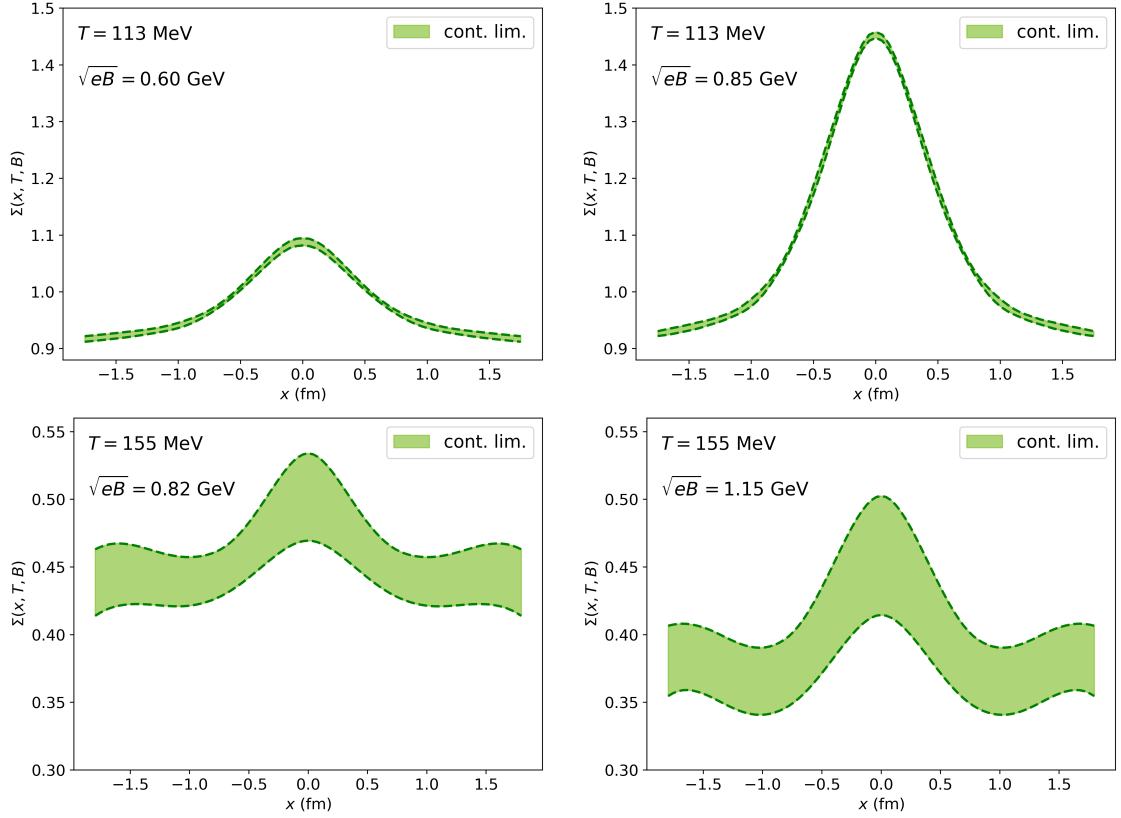 T = 113 MeV
√eB = 0.60 GeV
cont. lim.
1.5
1.4
1.3
1.2
1.1
1.0
0.9
Σ(x, T, B)
−1.5 −1.0 −0.5 0.0 0.5 1.0 1.5
x (fm)
T = 113 MeV
√eB = 0.85 GeV
cont. lim.
1.5
1.4
1.3
1.2
1.1
1.0
0.9
Σ(x, T, B)
−1.5 −1.0 −0.5 0.0 0.5 1.0 1.5
x (fm)
T = 155 MeV
√eB = 0.82 GeV
cont. lim.
0.55
0.50
0.45
0.40
0.35
0.30
Σ(x, T, B)
−1.5 −1.0 −0.5 0.0 0.5 1.0 1.5
x (fm)
T = 155 MeV
√eB = 1.15 GeV
cont. lim.
0.55
0.50
0.45
0.40
0.35
0.30
Σ(x, T, B)
−1.5 −1.0 −0.5 0.0 0.5 1.0 1.5
x (fm)